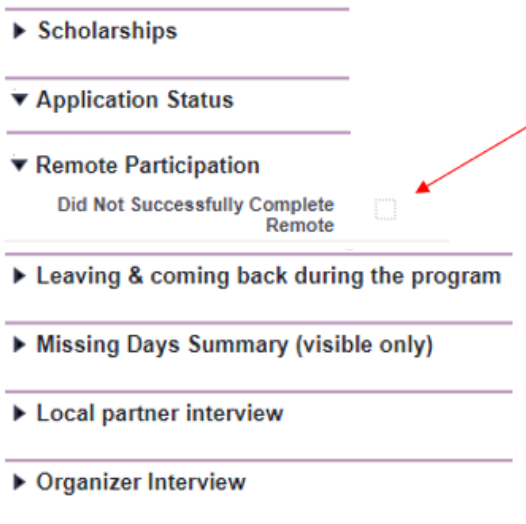 Scholarships
Application Status
Remote Participation
Did Not Successfully Complete
Remote
Leaving & coming back during the program
Missing Days Summary (visible only)
Local partner interview
Organizer Interview